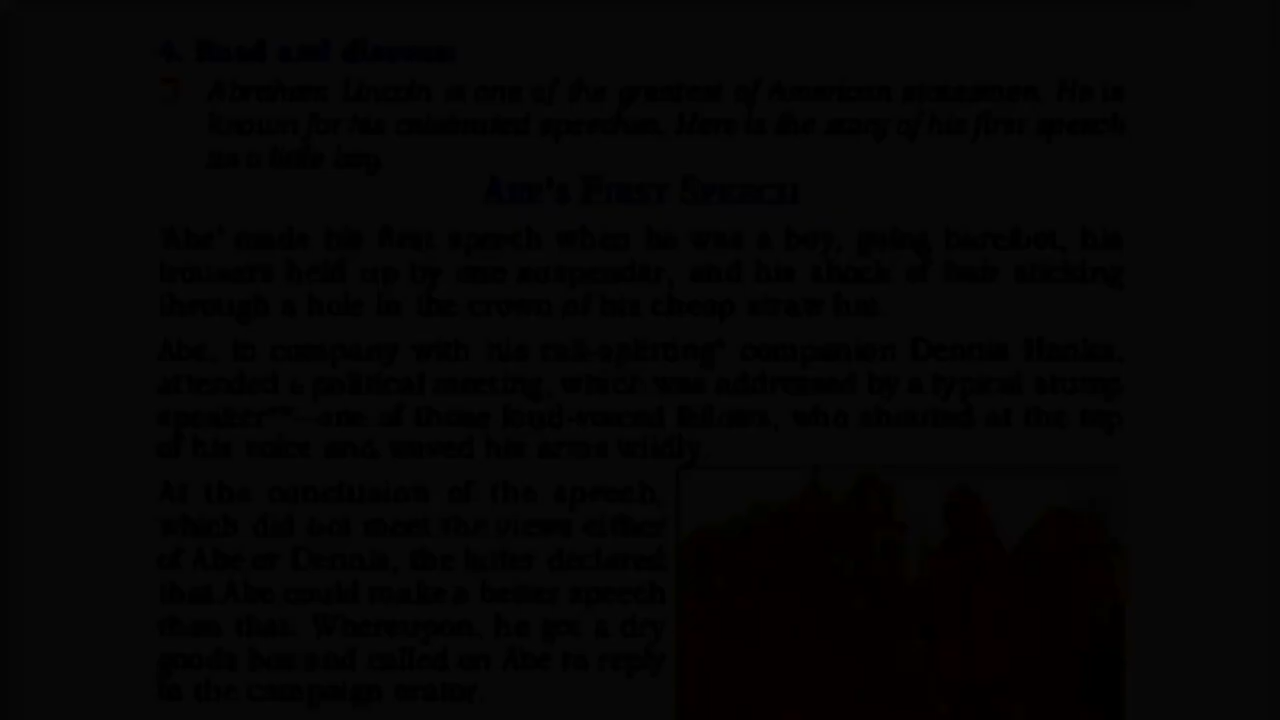 4. Read and discuss
Abraham Lincoln is one of the greatest of American statesmen. He is
known for his celebrated speeches. Here is the story of his first speech
as a little boy.
ABE'S FIRST SPEECH
'Abe' made his first speech when he was a boy, going barefoot, his
trousers held up by one suspender, and his shock of hair sticking
through a hole in the crown of his cheap straw hat.
Abe, in company with his rail-splitting* companion Dennis Hanks,
attended a political meeting, which was addressed by a typical stump
speaker**—one of those loud-voiced fellows, who shouted at the top
of his voice and waved his arms wildly.
At the conclusion of the speech,
which did not meet the views either
of Abe or Dennis, the latter declared
that Abe could make a better speech
than that. Whereupon, he got a dry
goods box and called on Abe to reply
to the campaign orator.